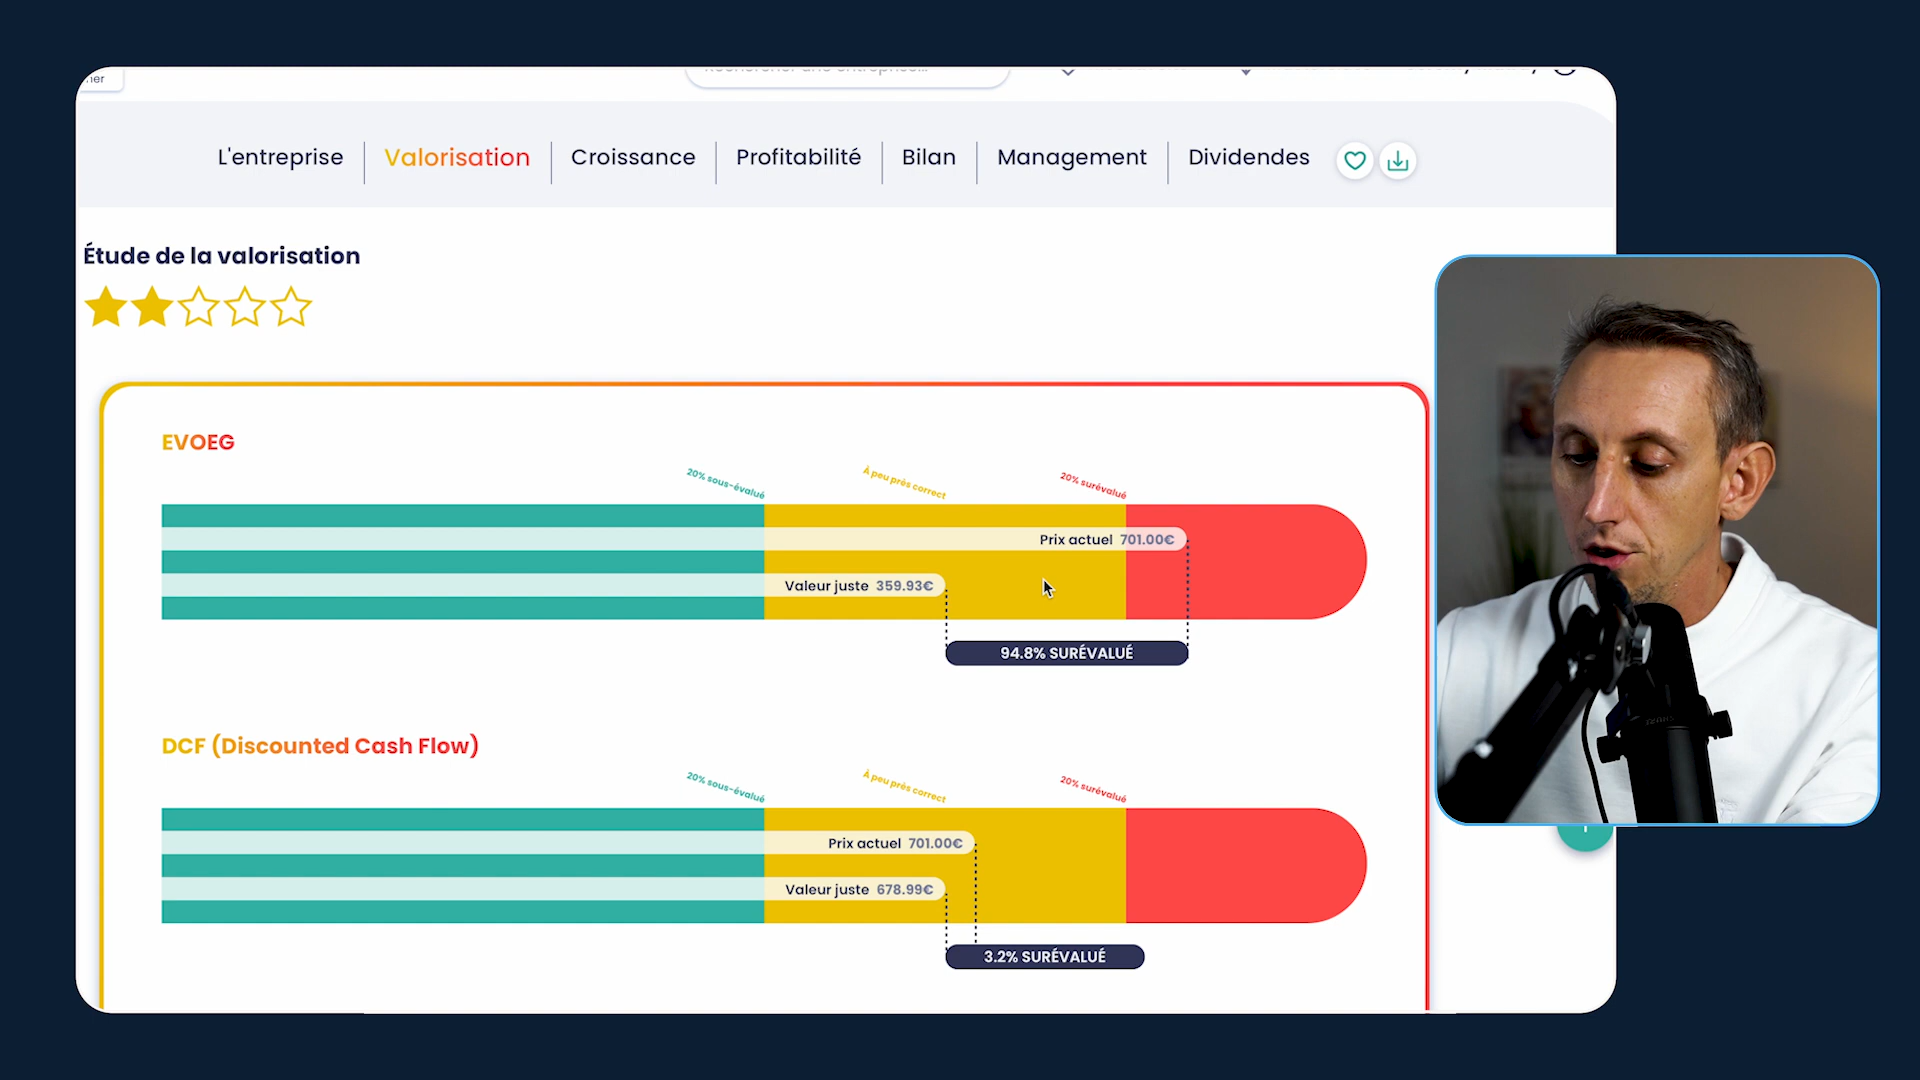 L'entreprise
Valorisation
Croissance
Profitabilité
Bilan
Management
Dividendes
Étude de la valorisation
EVOEG
20% sous-évalué
À peu près correct
20% surévalué
Prix actuel 701.00€
Valeur juste 359.93€
94.8% SURÉVALUÉ
DCF (Discounted Cash Flow)
20% sous-évalué
À peu près correct
20% surévalué
Prix actuel 701.00€
Valeur juste 678.99€
3.2% SURÉVALUÉ